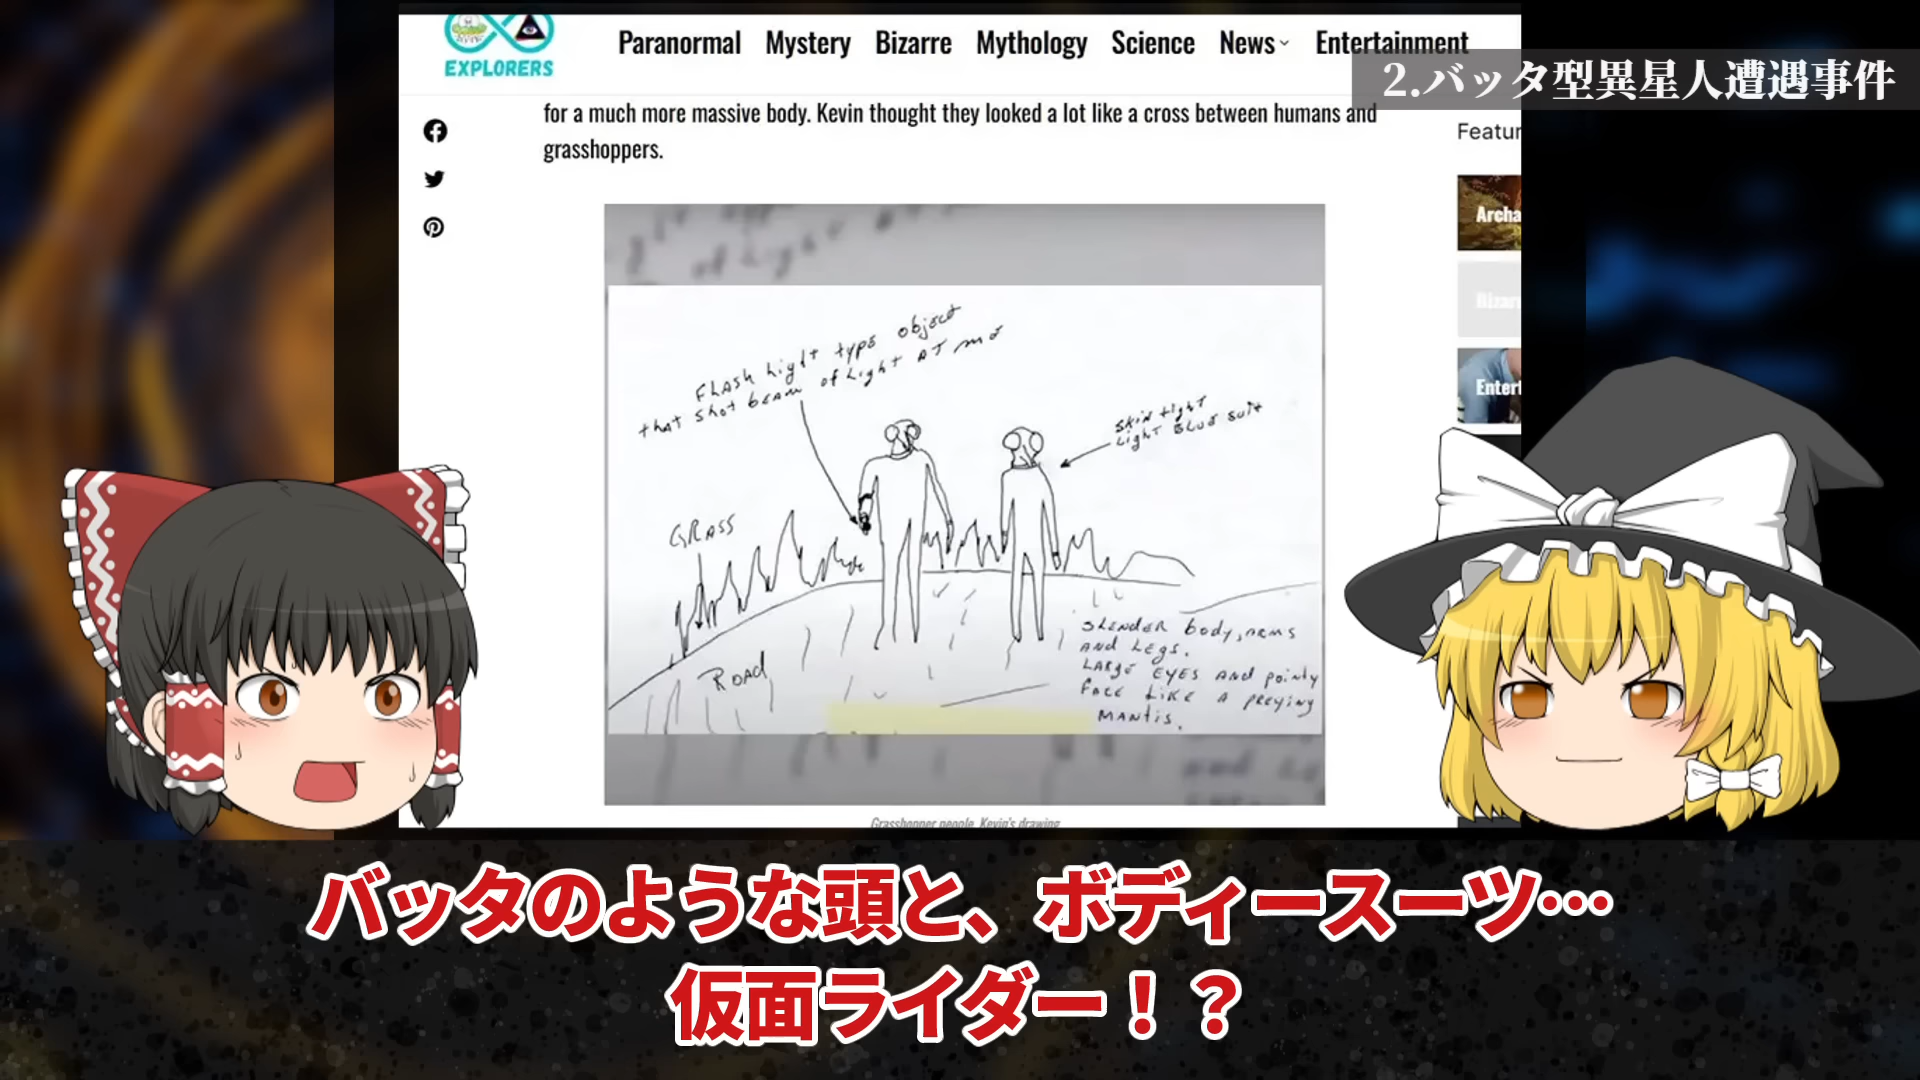 EXPLORERS
Paranormal Mystery Bizarre Mythology Science News Entertainment
2.バッタ型異星人遭遇事件
for a much more massive body. Kevin thought they looked a lot like a cross between humans and
grasshoppers.
Featur
Archa
Bizar
Entert
Flash Light type object
that shot beam of Light AT me
skin tight
Light Blue suit
GRASS
ROAD
SLENDER body, arms
AND Legs.
LARGE EYES AND pointy
face Like A preying
MANtis.
Grasshopper people. Kevin's drawing
バッタのような頭と、ボディースーツ…
仮面ライダー！？